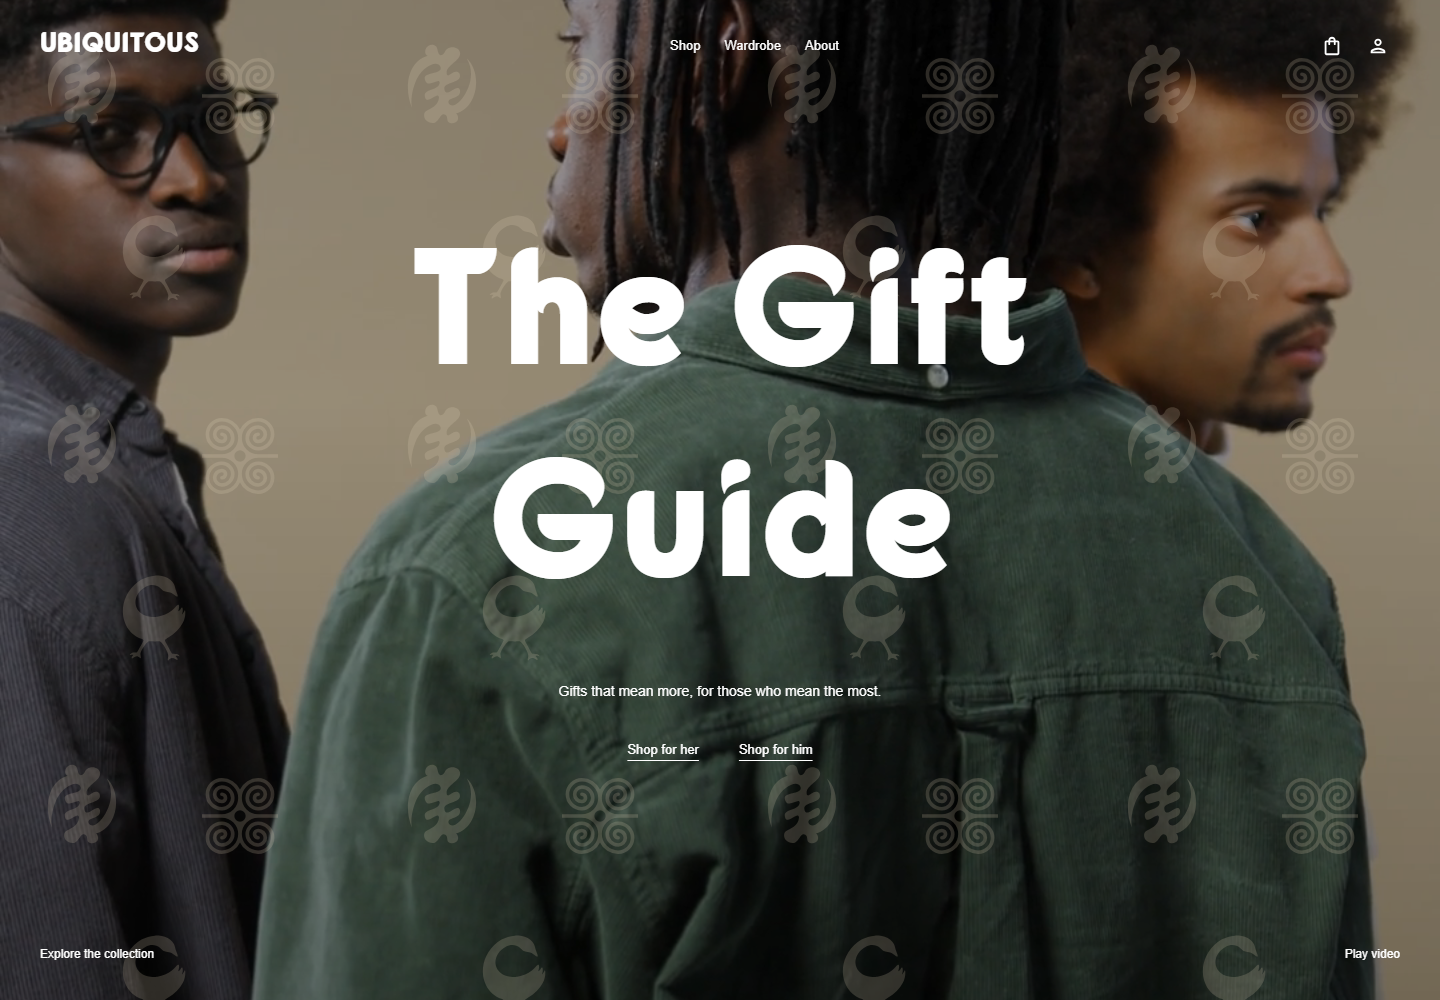 UBIQUITOUS
Shop Wardrobe About
The Gift
Guide
Gifts that mean more, for those who mean the most.
Shop for her Shop for him
Explore the collection
Play video